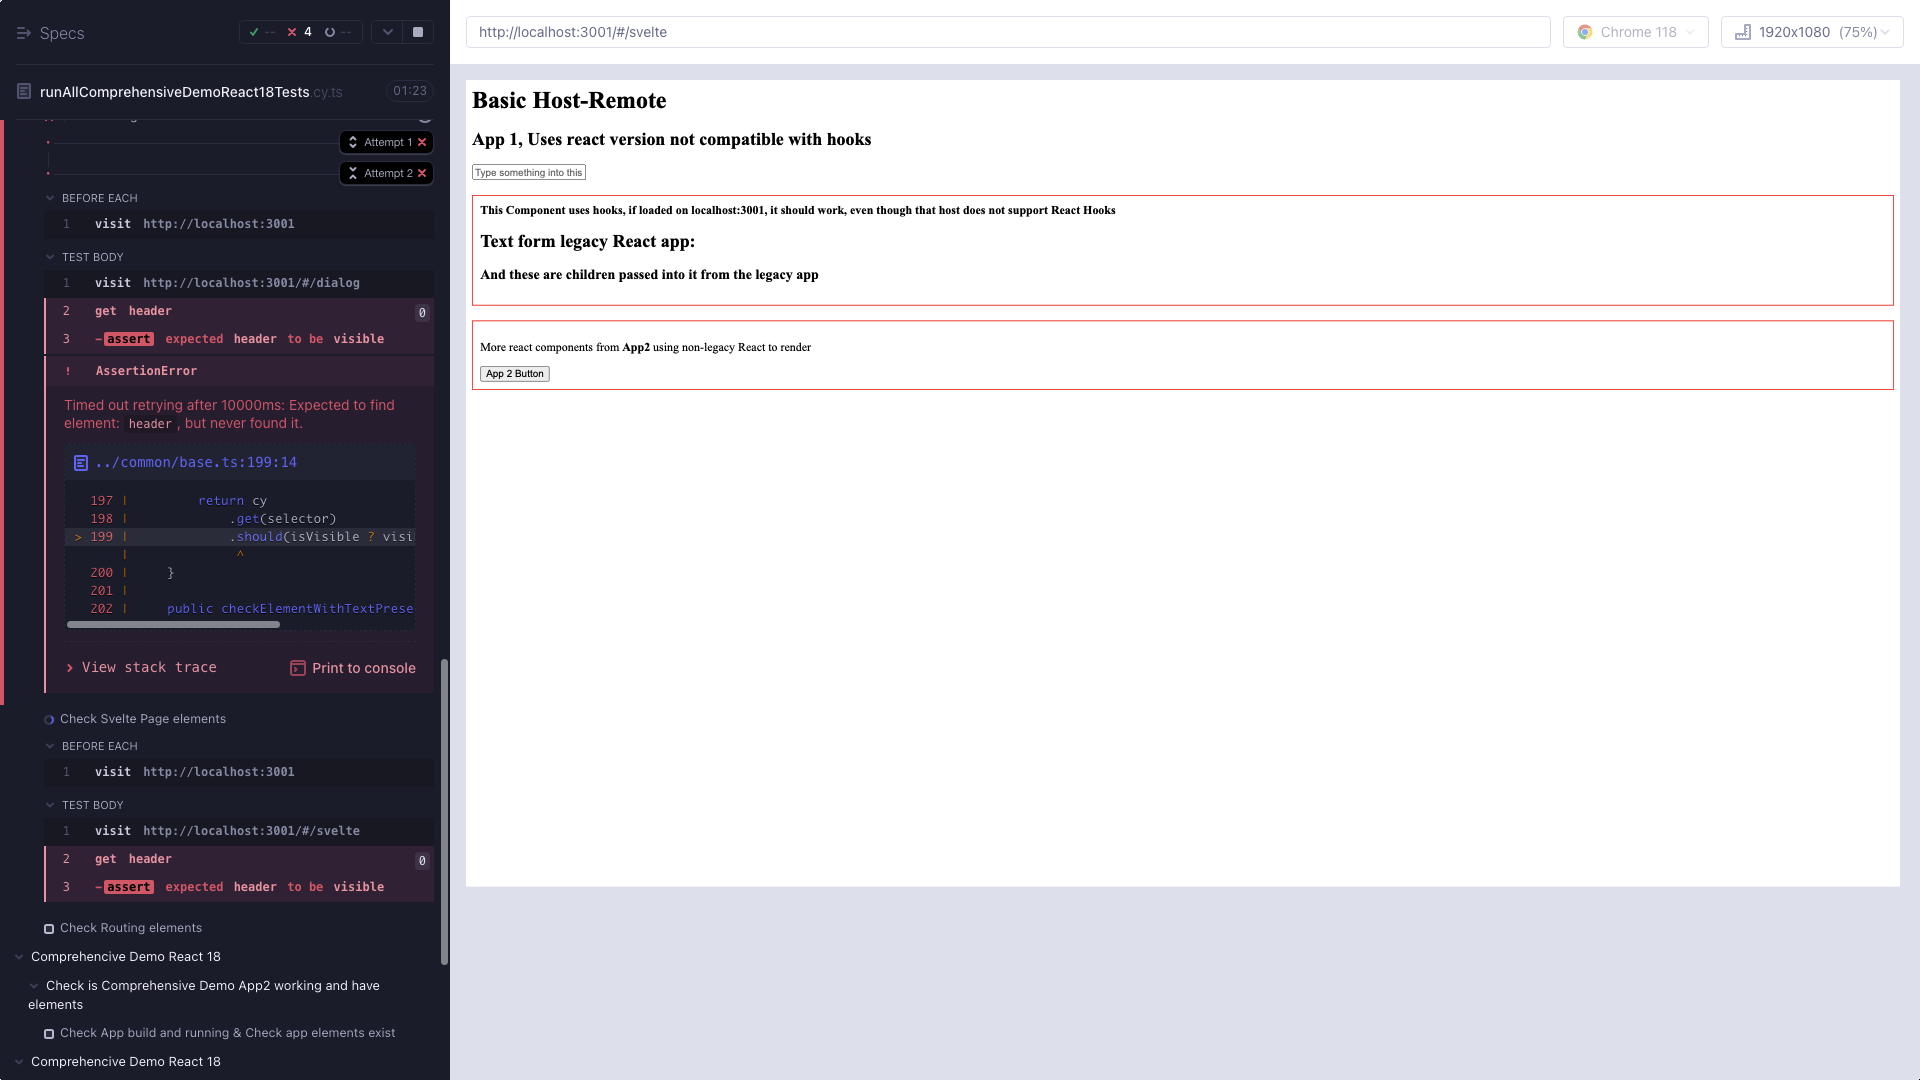 Specs
-- 4 --
runAllComprehensiveDemoReact18Tests.cy.ts 01:23
Attempt 1
Attempt 2
BEFORE EACH
1 visit http://localhost:3001
TEST BODY
1 visit http://localhost:3001/#/dialog
2 get header 0
3 -assert expected header to be visible
! AssertionError
Timed out retrying after 10000ms: Expected to find
element: header , but never found it.
../common/base.ts:199:14
197 | return cy
198 | .get(selector)
> 199 | .should(isVisible ? visi
| ^
200 | }
201 |
202 | public checkElementWithTextPrese
> View stack trace Print to console
Check Svelte Page elements
BEFORE EACH
1 visit http://localhost:3001
TEST BODY
1 visit http://localhost:3001/#/svelte
2 get header 0
3 -assert expected header to be visible
Check Routing elements
Comprehencive Demo React 18
Check is Comprehensive Demo App2 working and have
elements
Check App build and running & Check app elements exist
Comprehencive Demo React 18
http://localhost:3001/#/svelte
Chrome 118
1920x1080 (75%)
Basic Host-Remote
App 1, Uses react version not compatible with hooks
Type something into this
This Component uses hooks, if loaded on localhost:3001, it should work, even though that host does not support React Hooks
Text form legacy React app:
And these are children passed into it from the legacy app
More react components from App2 using non-legacy React to render
App 2 Button